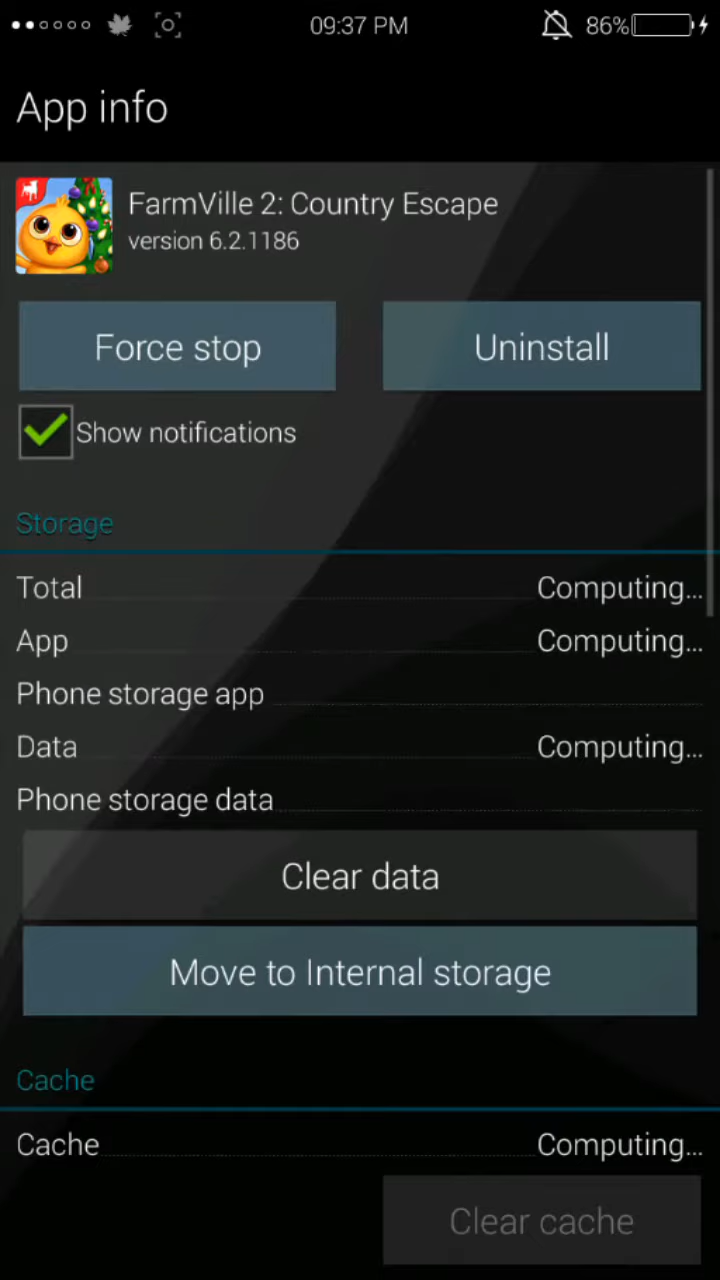 09:37 PM
86%
App info
FarmVille 2: Country Escape
version 6.2.1186
Force stop
Uninstall
Show notifications
Storage
Total Computing...
App Computing...
Phone storage app
Data Computing...
Phone storage data
Clear data
Move to Internal storage
Cache
Cache Computing...
Clear cache